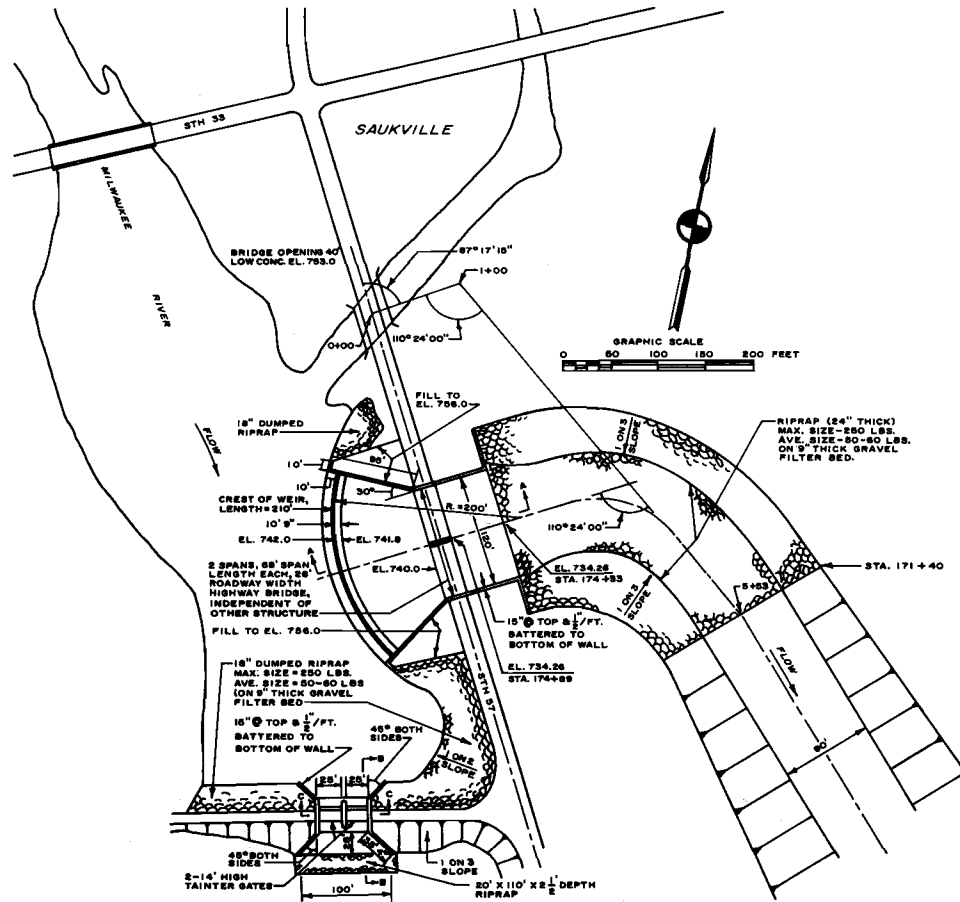 STH 33
SAUKVILLE
MILWAUKEE
RIVER
BRIDGE OPENING 40'
LOW CONC. EL. 753.0
87° 17' 15"
1+00
0+00
110° 24' 00"
GRAPHIC SCALE
0 50 100 150 200 FEET
FLOW
18" DUMPED
RIPRAP
FILL TO
EL. 756.0
1 ON 3
SLOPE
RIPRAP (24" THICK)
MAX. SIZE-250 LBS.
AVE. SIZE-50-60 LBS.
ON 9" THICK GRAVEL
FILTER BED.
10'
10'
30°
CREST OF WEIR,
LENGTH=210'
10' 9"
EL. 742.0
EL. 741.8
A
A
R.=200'
120'
110° 24' 00"
EL. 740.0
2 SPANS, 68' SPAN
LENGTH EACH, 26'
ROADWAY WIDTH
HIGHWAY BRIDGE,
INDEPENDENT OF
OTHER STRUCTURE
EL. 734.26
STA. 174+53
1 ON 3
SLOPE
5+53
STA. 171+40
FILL TO EL. 756.0
15" @ TOP & 1/2"/FT.
BATTERED TO
BOTTOM OF WALL
EL. 734.26
STA. 174+89
STH 57
FLOW
90'
18" DUMPED RIPRAP
MAX. SIZE=250 LBS.
AVE. SIZE=50-60 LBS
(ON 9" THICK GRAVEL
FILTER BED
15" @ TOP & 1/2"/FT.
BATTERED TO
BOTTOM OF WALL
45° BOTH
SIDES
1 ON 2
SLOPE
25' 25'
B
C
C
25'
B
45° BOTH
SIDES
2-14' HIGH
TAINTER GATES
100'
1 ON 3
SLOPE
20' X 110' X 2 1/2' DEPTH
RIPRAP